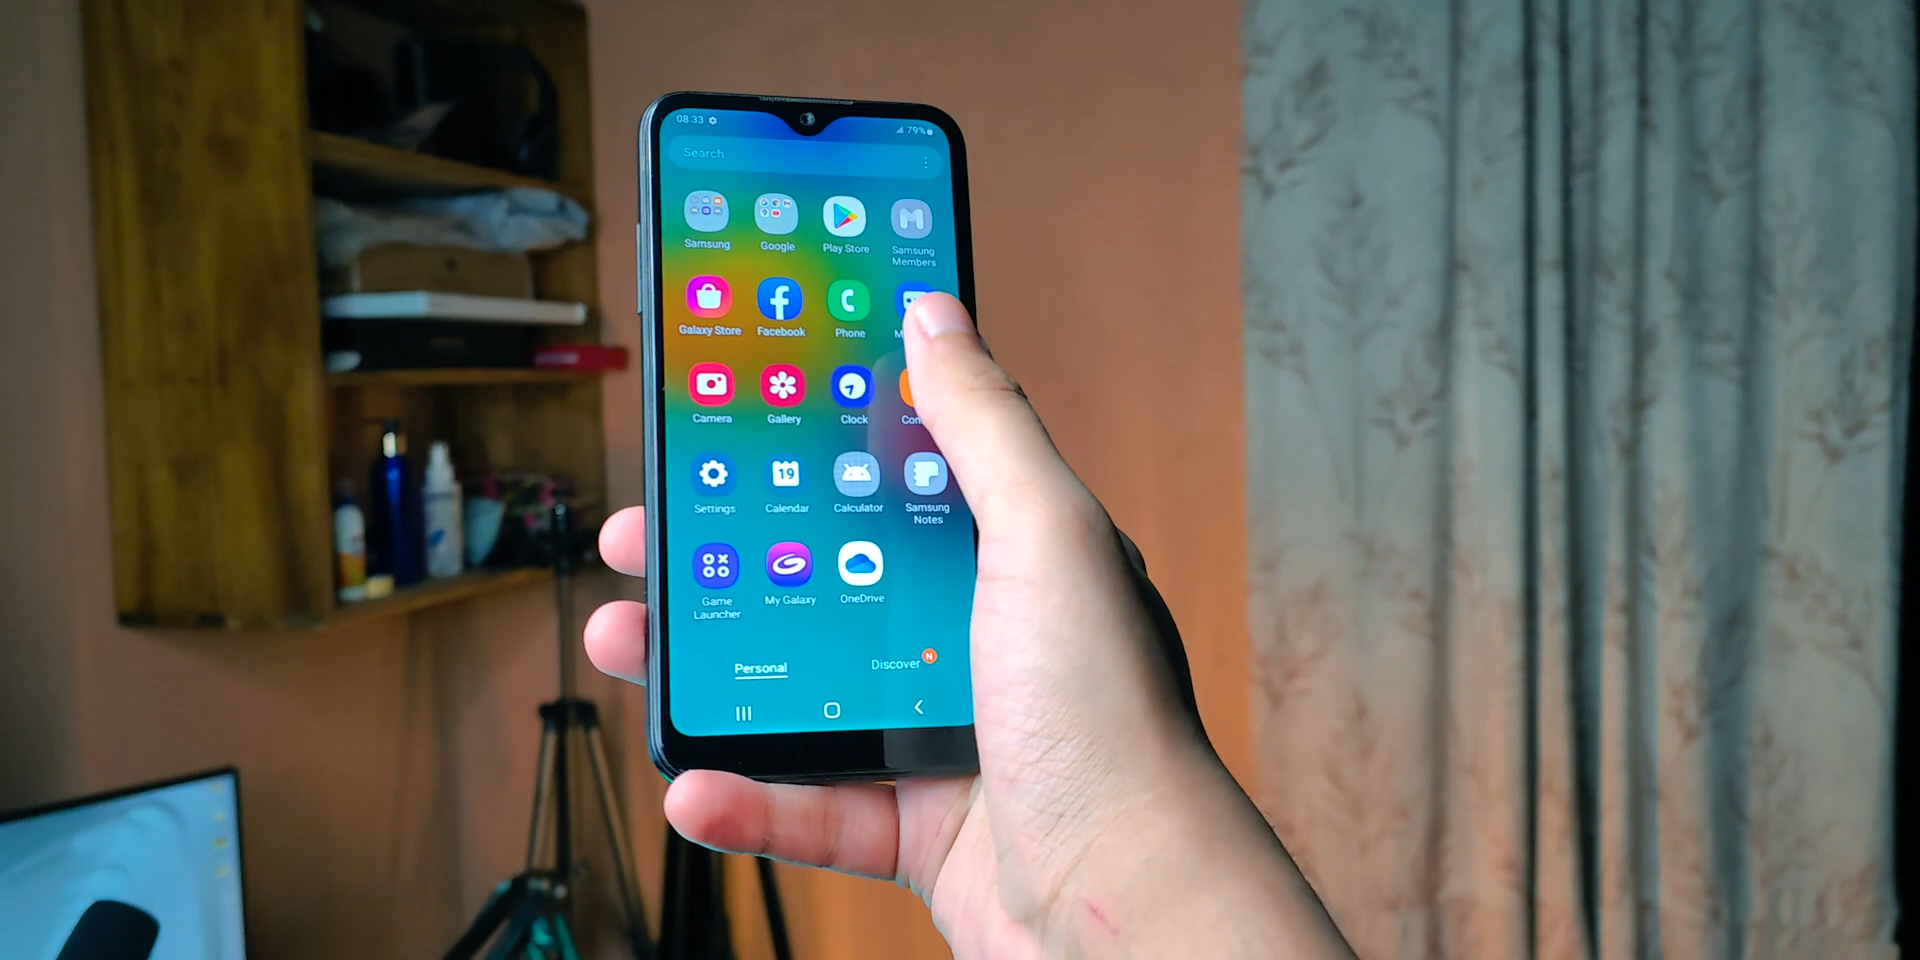 08:33
79%
Search
Samsung
Google
Play Store
Samsung
Members
Galaxy Store
Facebook
Phone
Camera
Gallery
Clock
19
Settings
Calendar
Calculator
Samsung
Notes
Game
Launcher
My Galaxy
OneDrive
Personal
Discover
N